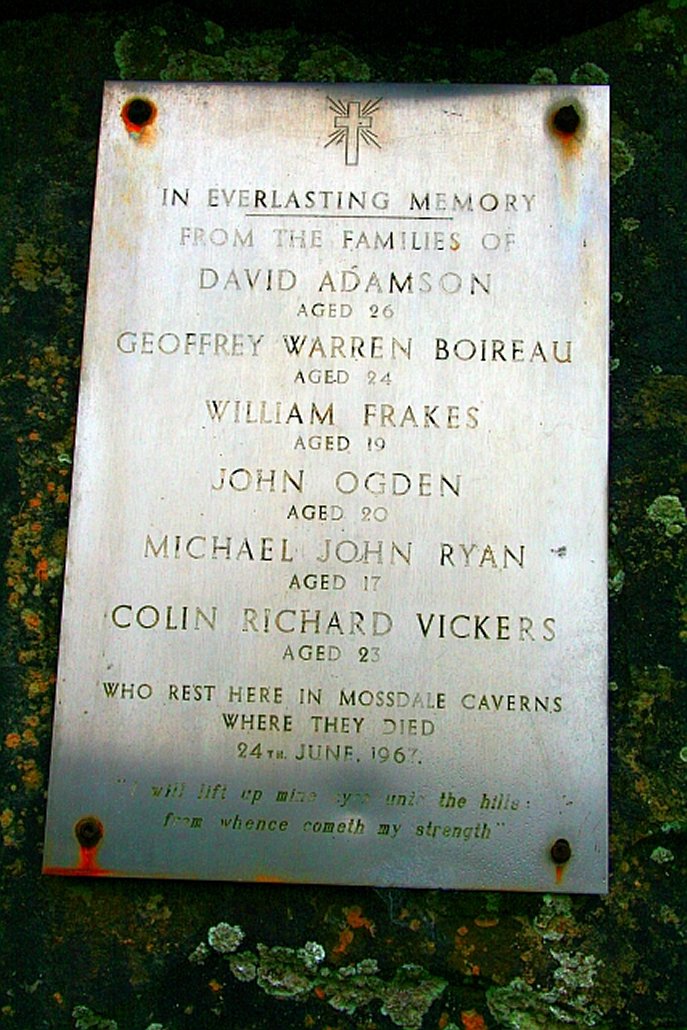 IN EVERLASTING MEMORY
FROM THE FAMILIES OF
DAVID ADAMSON
AGED 26
GEOFFREY WARREN BOIREAU
AGED 24
WILLIAM FRAKES
AGED 19
JOHN OGDEN
AGED 20
MICHAEL JOHN RYAN
AGED 17
COLIN RICHARD VICKERS
AGED 23
WHO REST HERE IN MOSSDALE CAVERNS
WHERE THEY DIED
24TH. JUNE, 1967.
"I will lift up mine eyes unto the hills:
from whence cometh my strength"